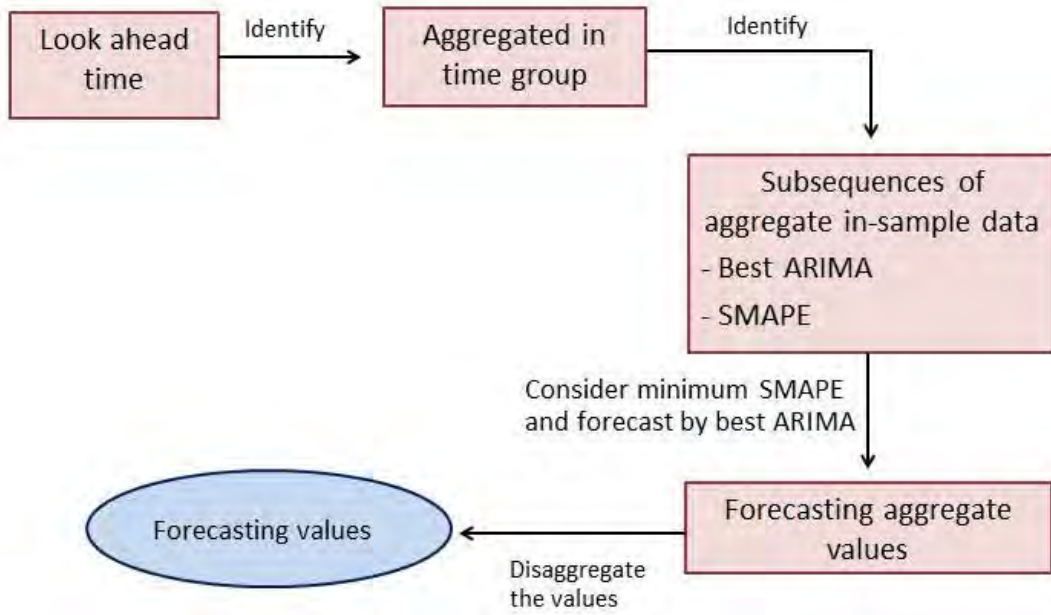 Look ahead
time
Identify
Aggregated in
time group
Identify
Subsequences of
aggregate in-sample data
- Best ARIMA
- SMAPE
Consider minimum SMAPE
and forecast by best ARIMA
Forecasting aggregate
values
Disaggregate
the values
Forecasting values